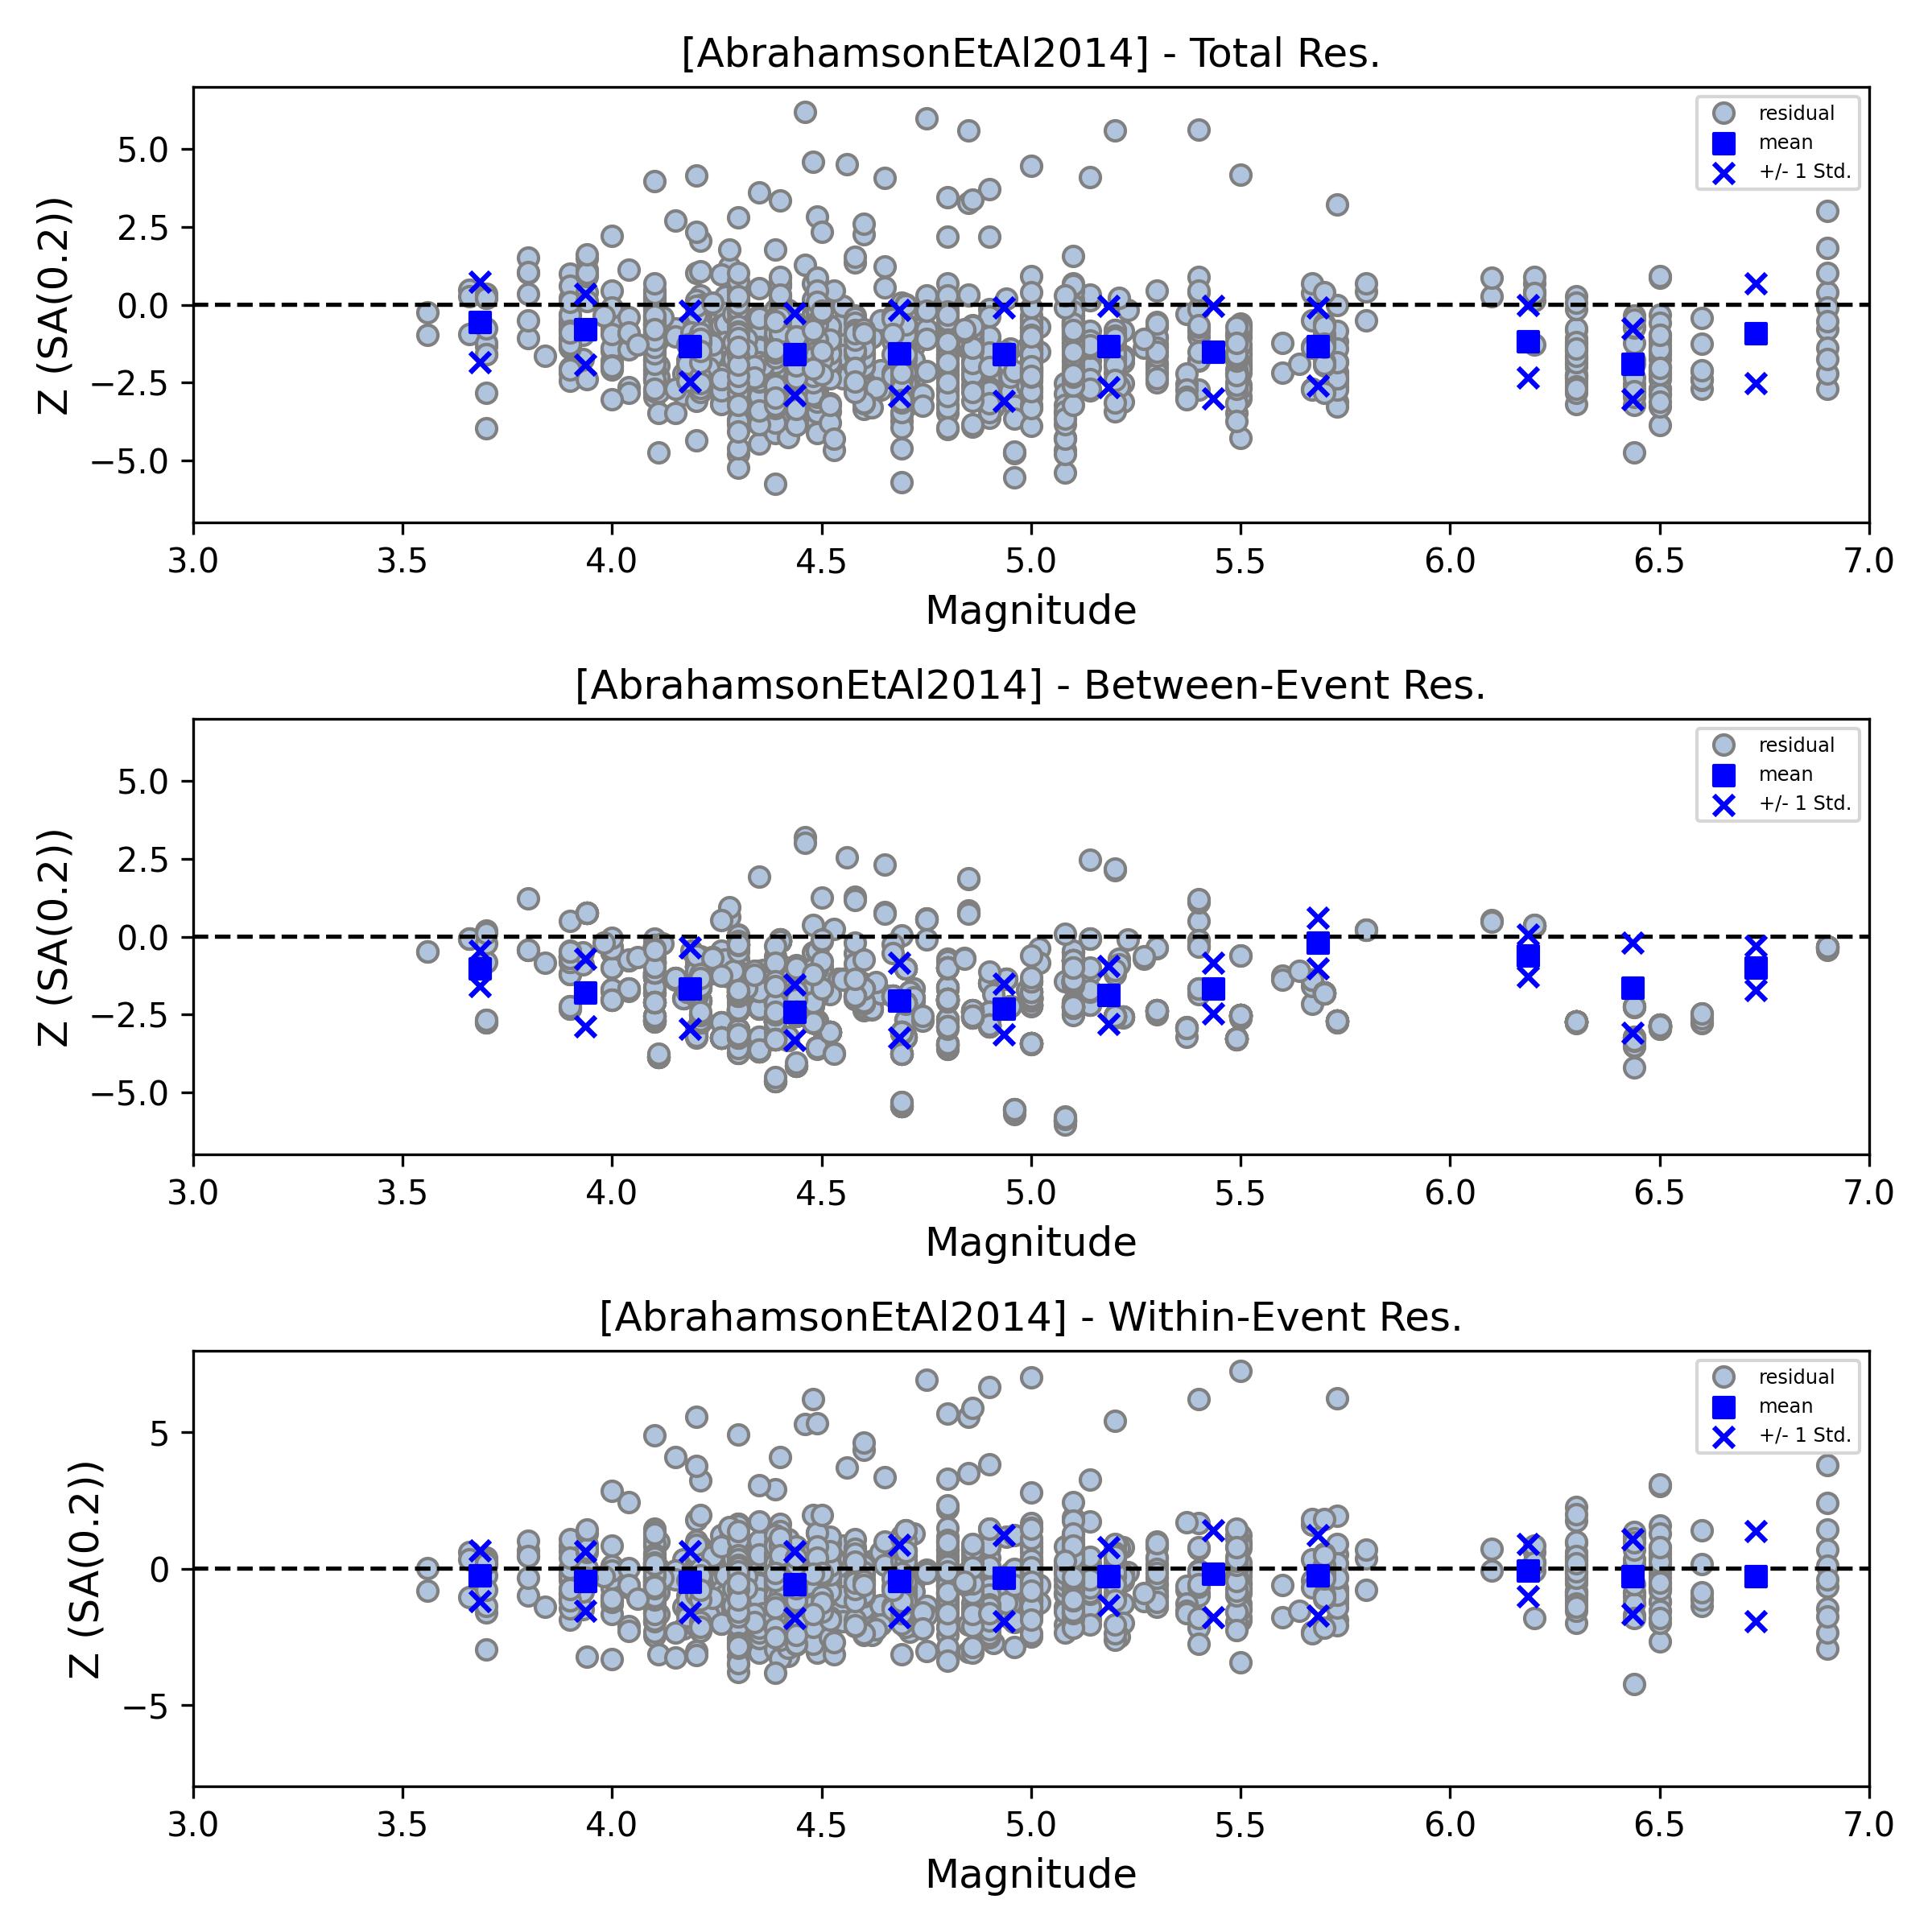 [AbrahamsonEtAl2014] - Total Res.
Z (SA(0.2))
5.0
2.5
0.0
−2.5
−5.0
residual
mean
+/- 1 Std.
3.0 3.5 4.0 4.5 5.0 5.5 6.0 6.5 7.0
Magnitude
[AbrahamsonEtAl2014] - Between-Event Res.
Z (SA(0.2))
5.0
2.5
0.0
−2.5
−5.0
residual
mean
+/- 1 Std.
3.0 3.5 4.0 4.5 5.0 5.5 6.0 6.5 7.0
Magnitude
[AbrahamsonEtAl2014] - Within-Event Res.
Z (SA(0.2))
5
0
−5
residual
mean
+/- 1 Std.
3.0 3.5 4.0 4.5 5.0 5.5 6.0 6.5 7.0
Magnitude